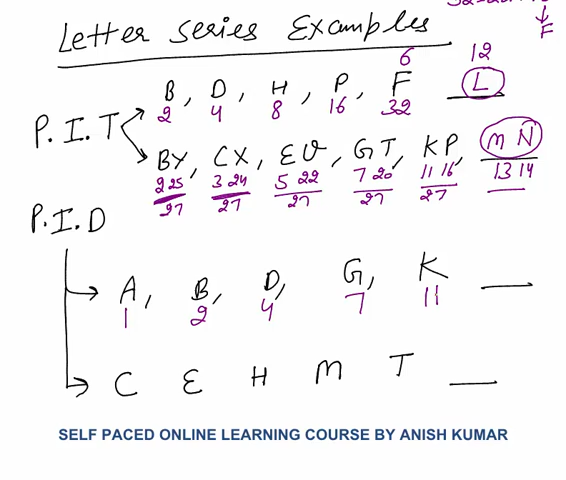 Letter Series Examples
↓
F
6 12
B, D, H, P, F L
2 4 8 16 32
P.I.T
BY, CX, EV, GT, KP, M N
2 25 3 24 5 22 7 20 11 16 13 14
27 27 27 27 27
P.I.D
A, B, D, G, K
1 2 4 7 11
C E H M T
SELF PACED ONLINE LEARNING COURSE BY ANISH KUMAR